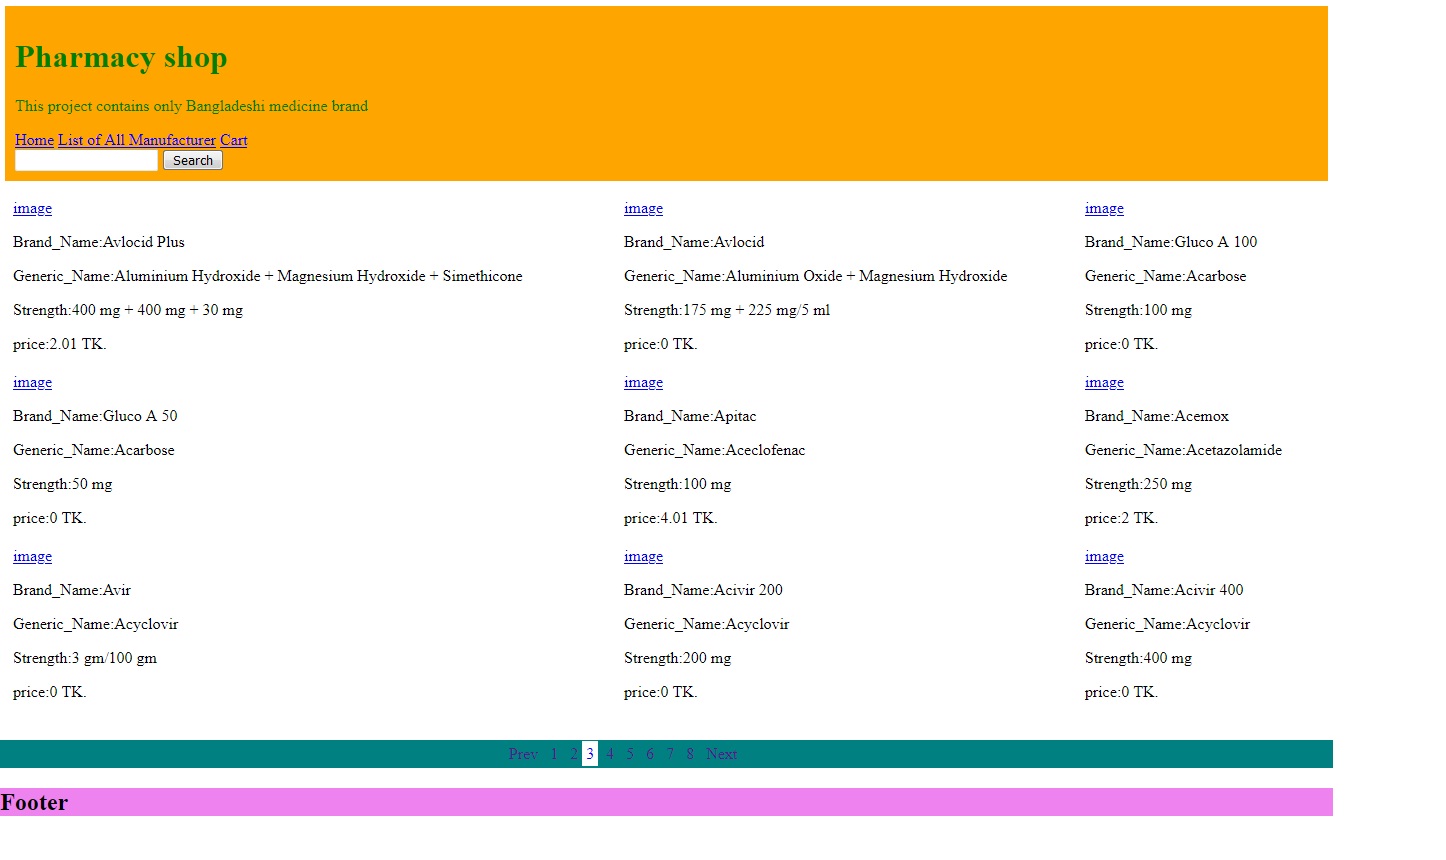 Pharmacy shop
This project contains only Bangladeshi medicine brand
Home List of All Manufacturer Cart
Search
image image image
Brand_Name:Avlocid Plus Brand_Name:Avlocid Brand_Name:Gluco A 100
Generic_Name:Aluminium Hydroxide + Magnesium Hydroxide + Simethicone Generic_Name:Aluminium Oxide + Magnesium Hydroxide Generic_Name:Acarbose
Strength:400 mg + 400 mg + 30 mg Strength:175 mg + 225 mg/5 ml Strength:100 mg
price:2.01 TK. price:0 TK. price:0 TK.
image image image
Brand_Name:Gluco A 50 Brand_Name:Apitac Brand_Name:Acemox
Generic_Name:Acarbose Generic_Name:Aceclofenac Generic_Name:Acetazolamide
Strength:50 mg Strength:100 mg Strength:250 mg
price:0 TK. price:4.01 TK. price:2 TK.
image image image
Brand_Name:Avir Brand_Name:Acivir 200 Brand_Name:Acivir 400
Generic_Name:Acyclovir Generic_Name:Acyclovir Generic_Name:Acyclovir
Strength:3 gm/100 gm Strength:200 mg Strength:400 mg
price:0 TK. price:0 TK. price:0 TK.
Prev 1 2 3 4 5 6 7 8 Next
Footer